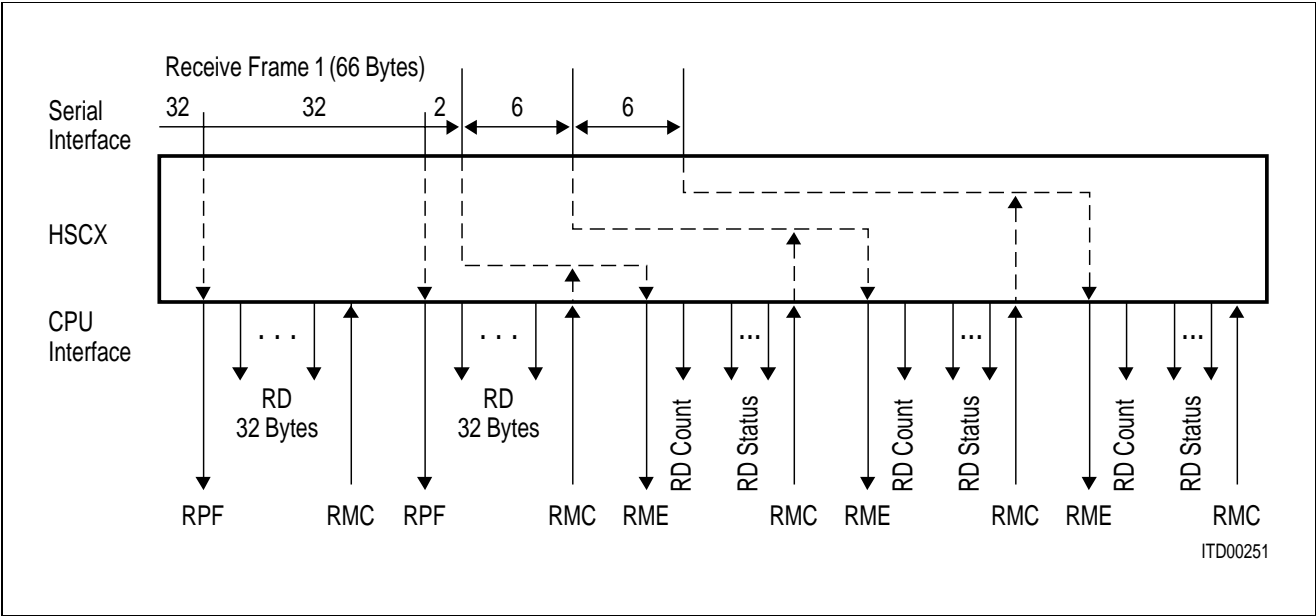 Receive Frame 1 (66 Bytes)
Serial
Interface
32
32
2
6
6
HSCX
CPU
Interface
. . .
. . .
...
...
...
RD
32 Bytes
RD
32 Bytes
RD Count
RD Status
RD Count
RD Status
RD Count
RD Status
RPF
RMC
RPF
RMC
RME
RMC
RME
RMC
RME
RMC
ITD00251